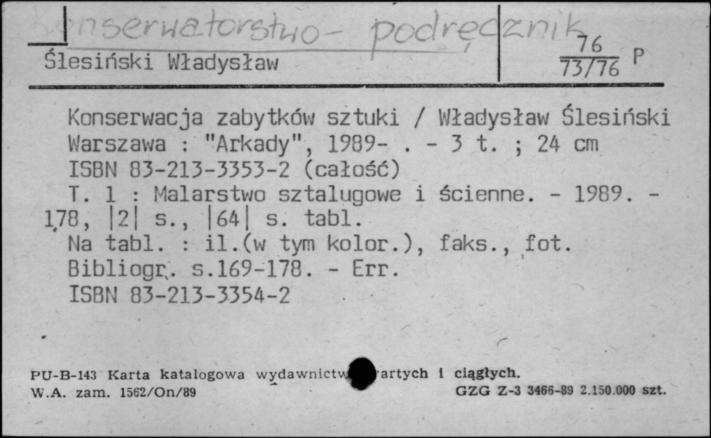 Konserwatorstwo - podręcznik
Ślesiński Władysław
76
73/76 P
Konserwacja zabytków sztuki / Władysław Ślesiński
Warszawa : "Arkady", 1989- . - 3 t. ; 24 cm
ISBN 83-213-3353-2 (całość)
T. 1 : Malarstwo sztalugowe i ścienne. - 1989. -
178, |2| s., |64| s. tabl.
Na tabl. : il.(w tym kolor.), faks., fot.
Bibliogr. s.169-178. - Err.
ISBN 83-213-3354-2
PU-B-143 Karta katalogowa wydawnictw artych i ciągłych.
W.A. zam. 1562/On/89
GZG Z-3 3466-89 2.150.000 szt.